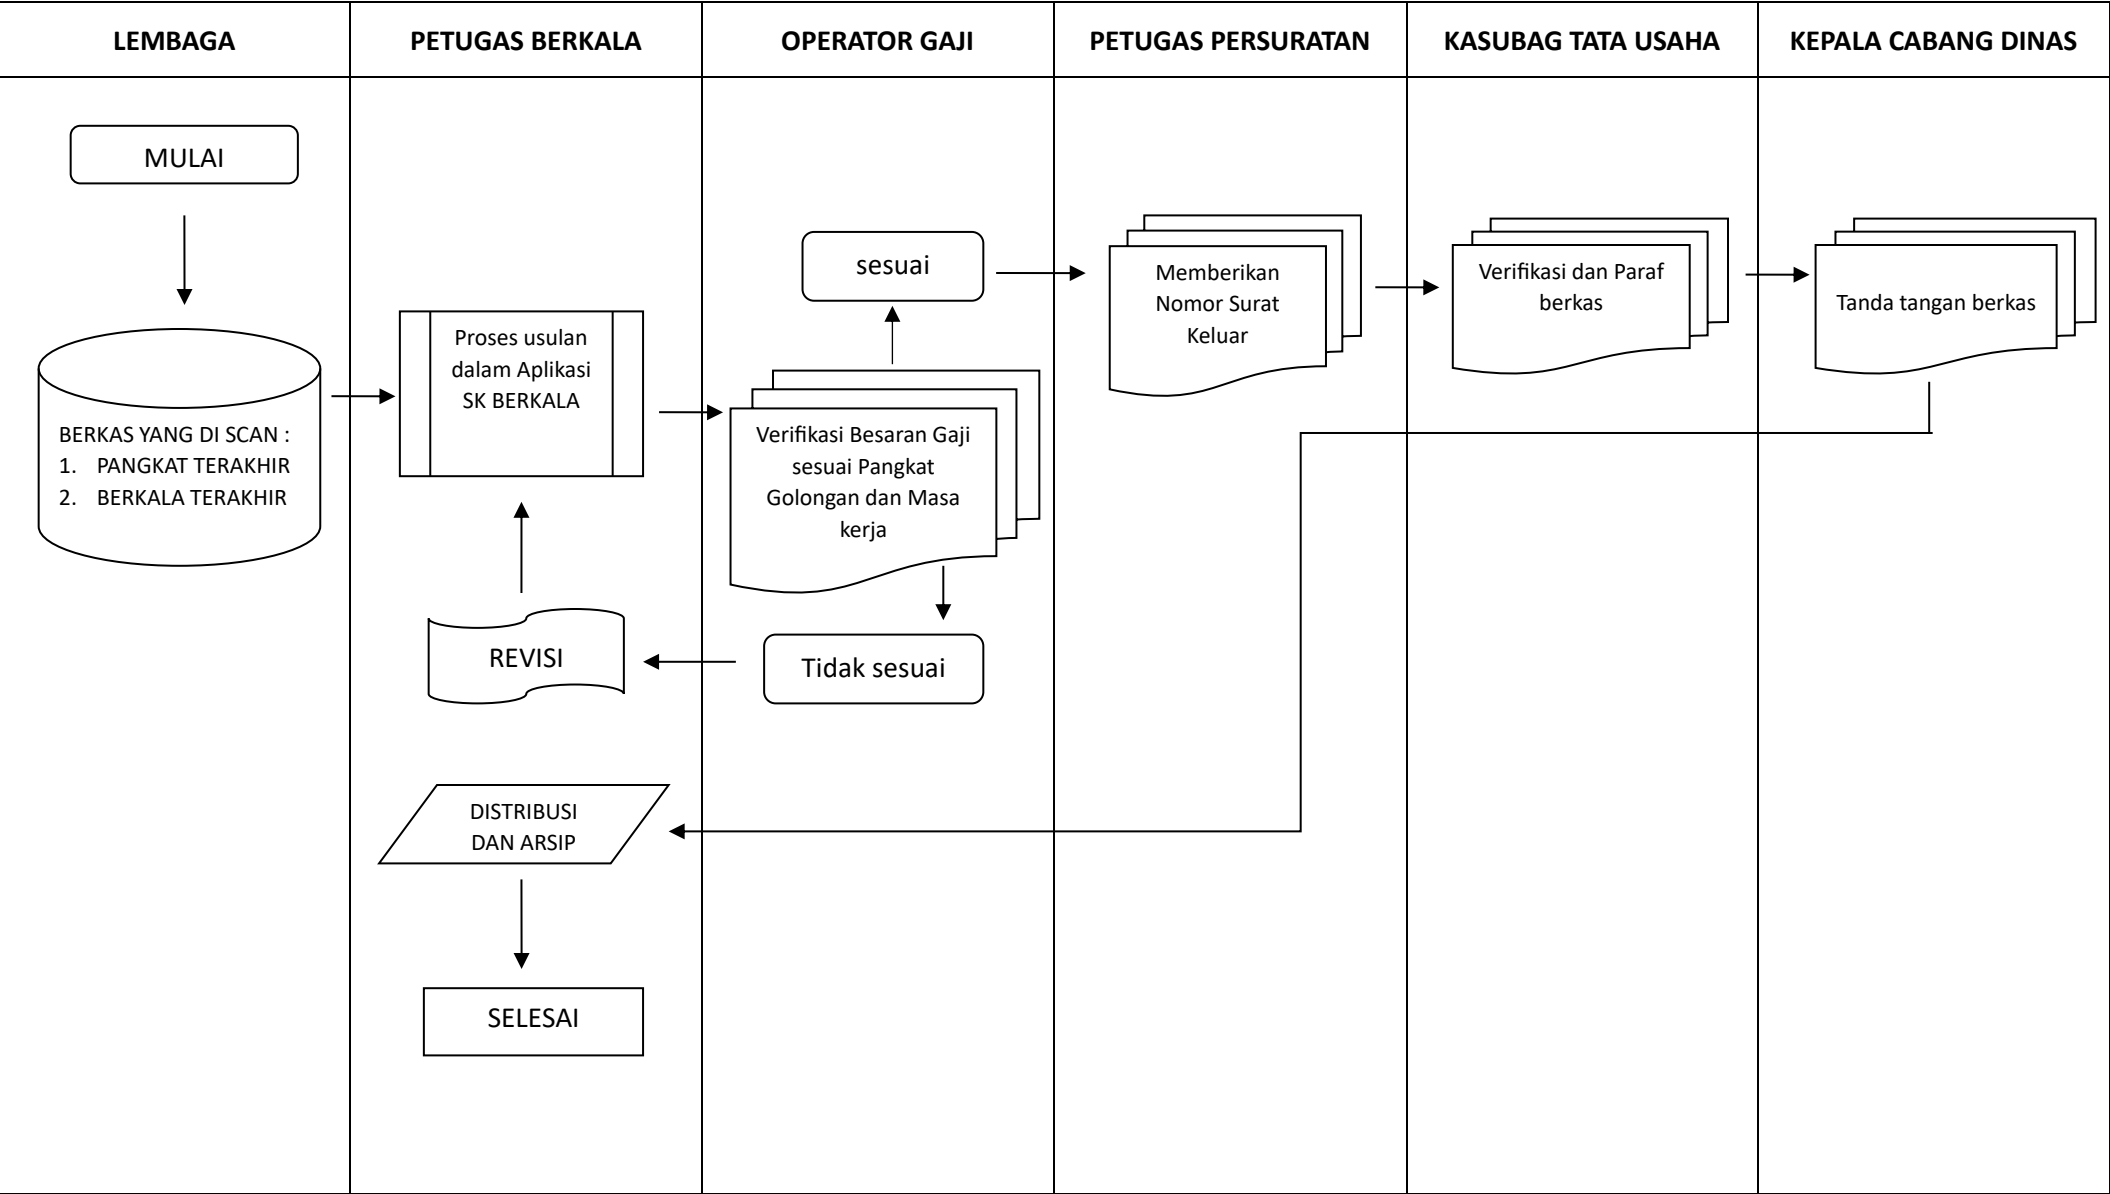 LEMBAGA
PETUGAS BERKALA
OPERATOR GAJI
PETUGAS PERSURATAN
KASUBAG TATA USAHA
KEPALA CABANG DINAS
MULAI
BERKAS YANG DI SCAN :
1. PANGKAT TERAKHIR
2. BERKALA TERAKHIR
Proses usulan
dalam Aplikasi
SK BERKALA
REVISI
DISTRIBUSI
DAN ARSIP
SELESAI
sesuai
Verifikasi Besaran Gaji
sesuai Pangkat
Golongan dan Masa
kerja
Tidak sesuai
Memberikan
Nomor Surat
Keluar
Verifikasi dan Paraf
berkas
Tanda tangan berkas